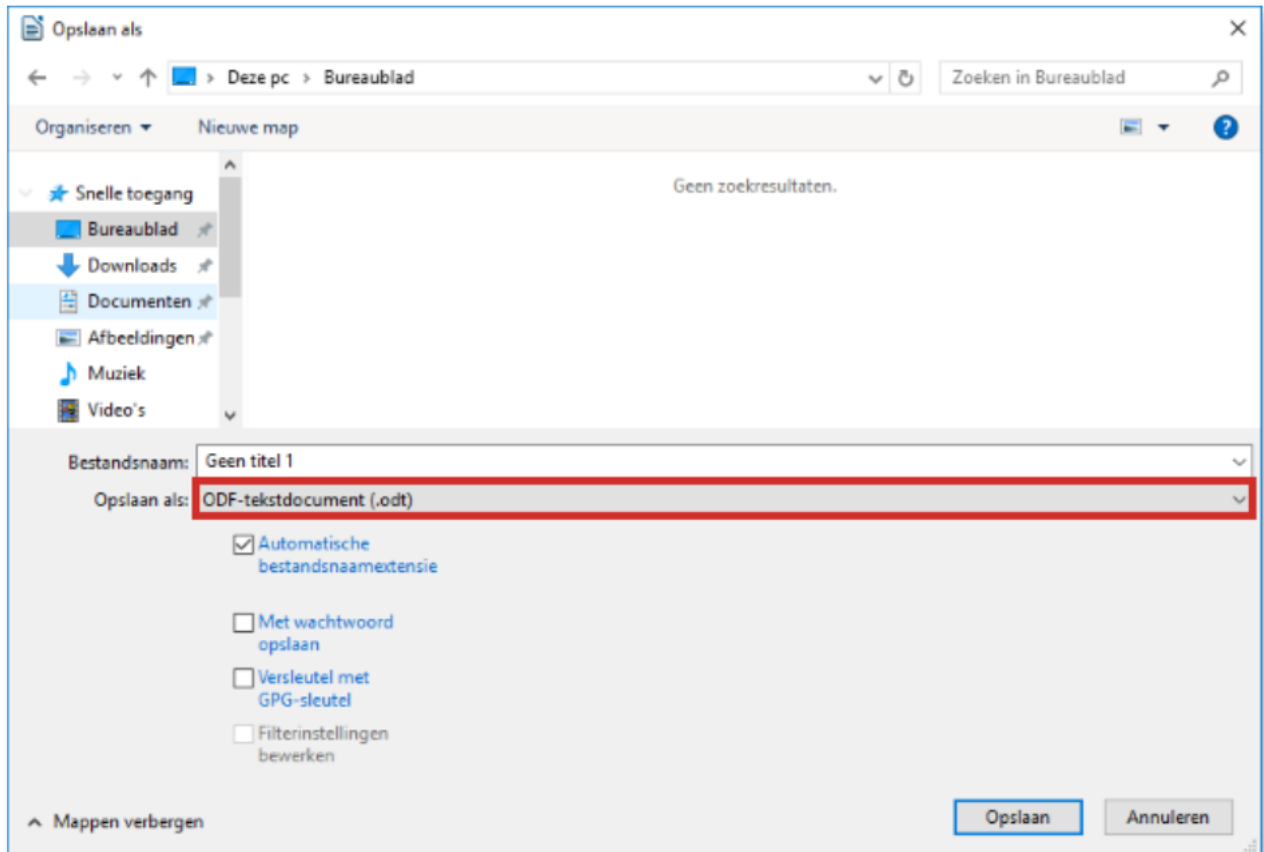 Opslaan als
Deze pc > Bureaublad
Zoeken in Bureaublad
Organiseren
Nieuwe map
?
Snelle toegang
Geen zoekresultaten.
Bureaublad
Downloads
Documenten
Afbeeldingen
Muziek
Video's
Bestandsnaam: Geen titel 1
Opslaan als: ODF-tekstdocument (.odt)
Automatische
bestandsnaamextensie
Met wachtwoord
opslaan
Versleutel met
GPG-sleutel
Filterinstellingen
bewerken
Mappen verbergen
Opslaan
Annuleren